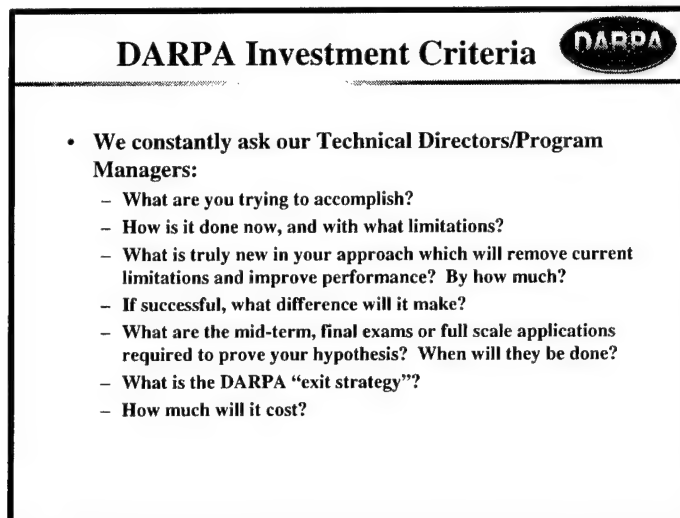 DARPA Investment Criteria
DARPA
• We constantly ask our Technical Directors/Program
Managers:
– What are you trying to accomplish?
– How is it done now, and with what limitations?
– What is truly new in your approach which will remove current
limitations and improve performance? By how much?
– If successful, what difference will it make?
– What are the mid-term, final exams or full scale applications
required to prove your hypothesis? When will they be done?
– What is the DARPA “exit strategy”?
– How much will it cost?